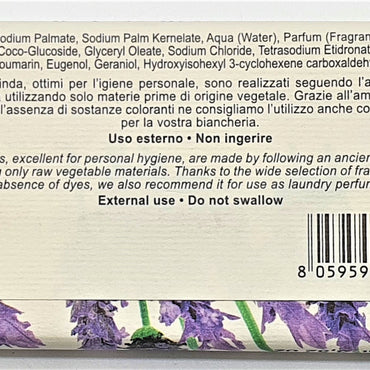 odium Palmate, Sodium Palm Kernelate, Aqua (Water), Parfum (Fragran
Coco-Glucoside, Glyceryl Oleate, Sodium Chloride, Tetrasodium Etidronat
oumarin, Eugenol, Geraniol, Hydroxyisohexyl 3-cyclohexene carboxaldeh
inda, ottimi per l'igiene personale, sono realizzati seguendo l'a
, utilizzando solo materie prime di origine vegetale. Grazie all'am
l'assenza di sostanze coloranti ne consigliamo l'utilizzo anche co
per la vostra biancheria.
Uso esterno • Non ingerire
s, excellent for personal hygiene, are made by following an ancien
g only raw vegetable materials. Thanks to the wide selection of fra
absence of dyes, we also recommend it for use as laundry perfum
External use • Do not swallow
8 05959